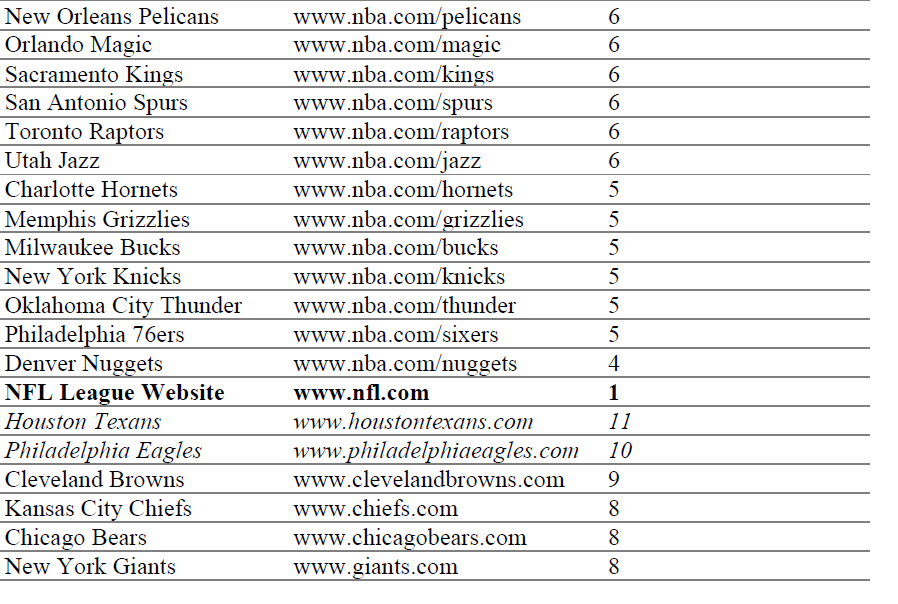 New Orleans Pelicans www.nba.com/pelicans 6
Orlando Magic www.nba.com/magic 6
Sacramento Kings www.nba.com/kings 6
San Antonio Spurs www.nba.com/spurs 6
Toronto Raptors www.nba.com/raptors 6
Utah Jazz www.nba.com/jazz 6
Charlotte Hornets www.nba.com/hornets 5
Memphis Grizzlies www.nba.com/grizzlies 5
Milwaukee Bucks www.nba.com/bucks 5
New York Knicks www.nba.com/knicks 5
Oklahoma City Thunder www.nba.com/thunder 5
Philadelphia 76ers www.nba.com/sixers 5
Denver Nuggets www.nba.com/nuggets 4
NFL League Website www.nfl.com 1
Houston Texans www.houstontexans.com 11
Philadelphia Eagles www.philadelphiaeagles.com 10
Cleveland Browns www.clevelandbrowns.com 9
Kansas City Chiefs www.chiefs.com 8
Chicago Bears www.chicagobears.com 8
New York Giants www.giants.com 8